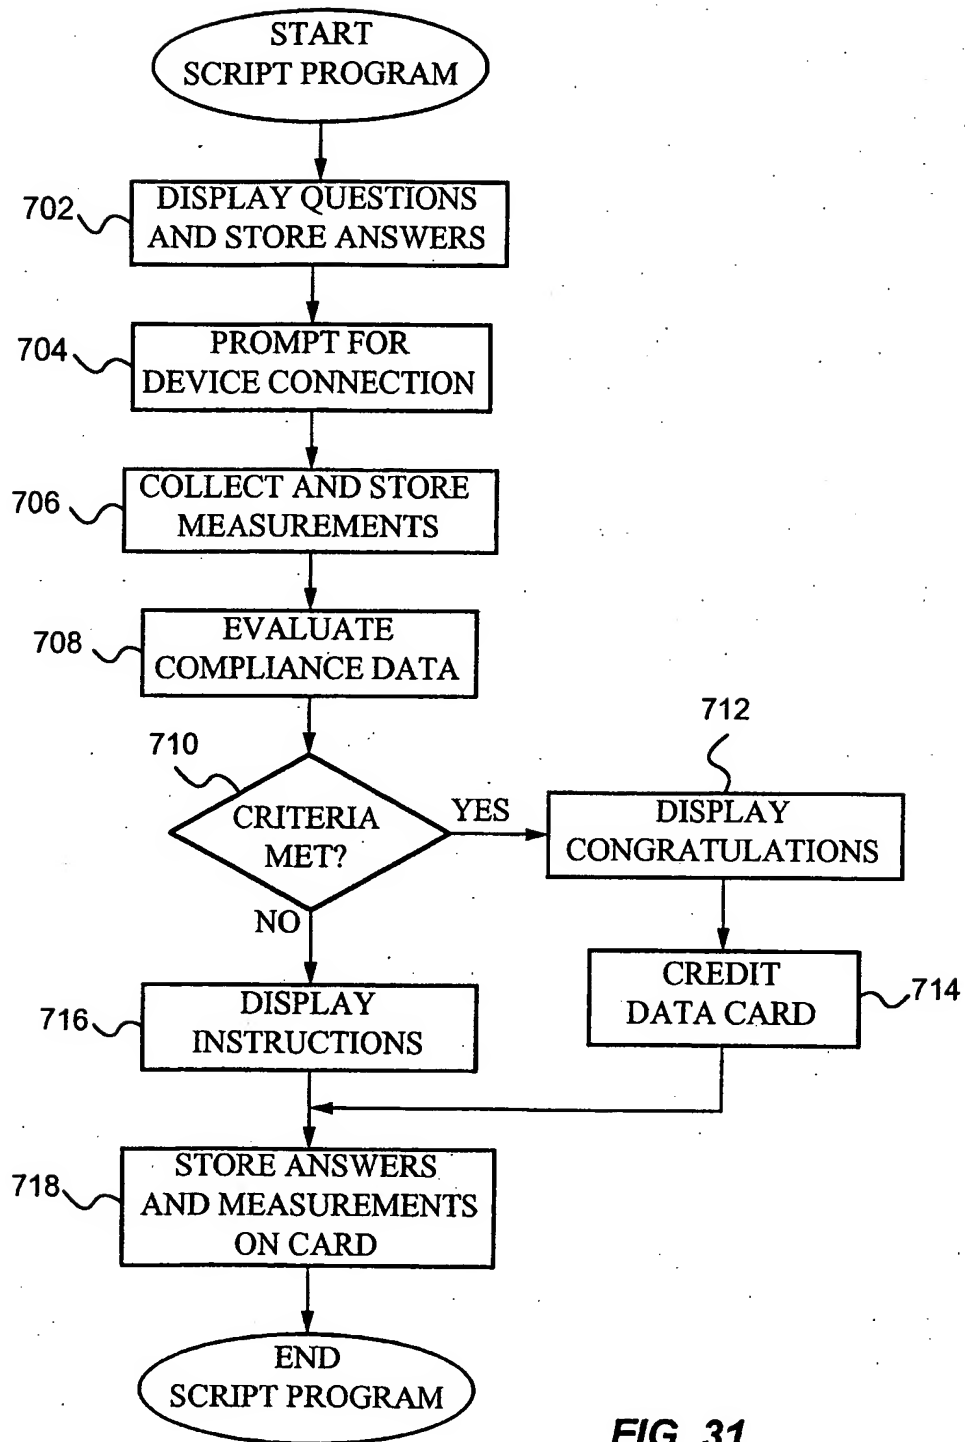 START
SCRIPT PROGRAM
702
DISPLAY QUESTIONS
AND STORE ANSWERS
704
PROMPT FOR
DEVICE CONNECTION
706
COLLECT AND STORE
MEASUREMENTS
708
EVALUATE
COMPLIANCE DATA
710
CRITERIA
MET?
YES
NO
712
DISPLAY
CONGRATULATIONS
CREDIT
DATA CARD
714
716
DISPLAY
INSTRUCTIONS
718
STORE ANSWERS
AND MEASUREMENTS
ON CARD
END
SCRIPT PROGRAM
FIG. 31